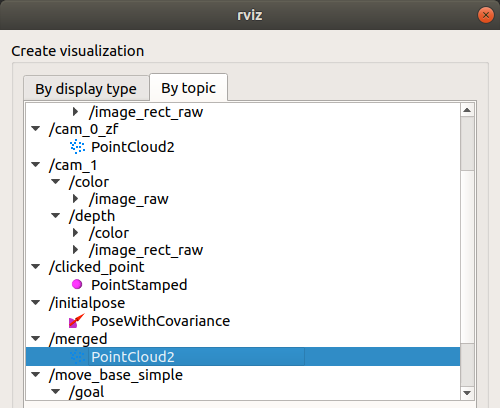 rviz
Create visualization
By display type
By topic
/image_rect_raw
/cam_0_zf
PointCloud2
/cam_1
/color
/image_raw
/depth
/color
/image_rect_raw
/clicked_point
PointStamped
/initialpose
PoseWithCovariance
/merged
PointCloud2
/move_base_simple
/goal